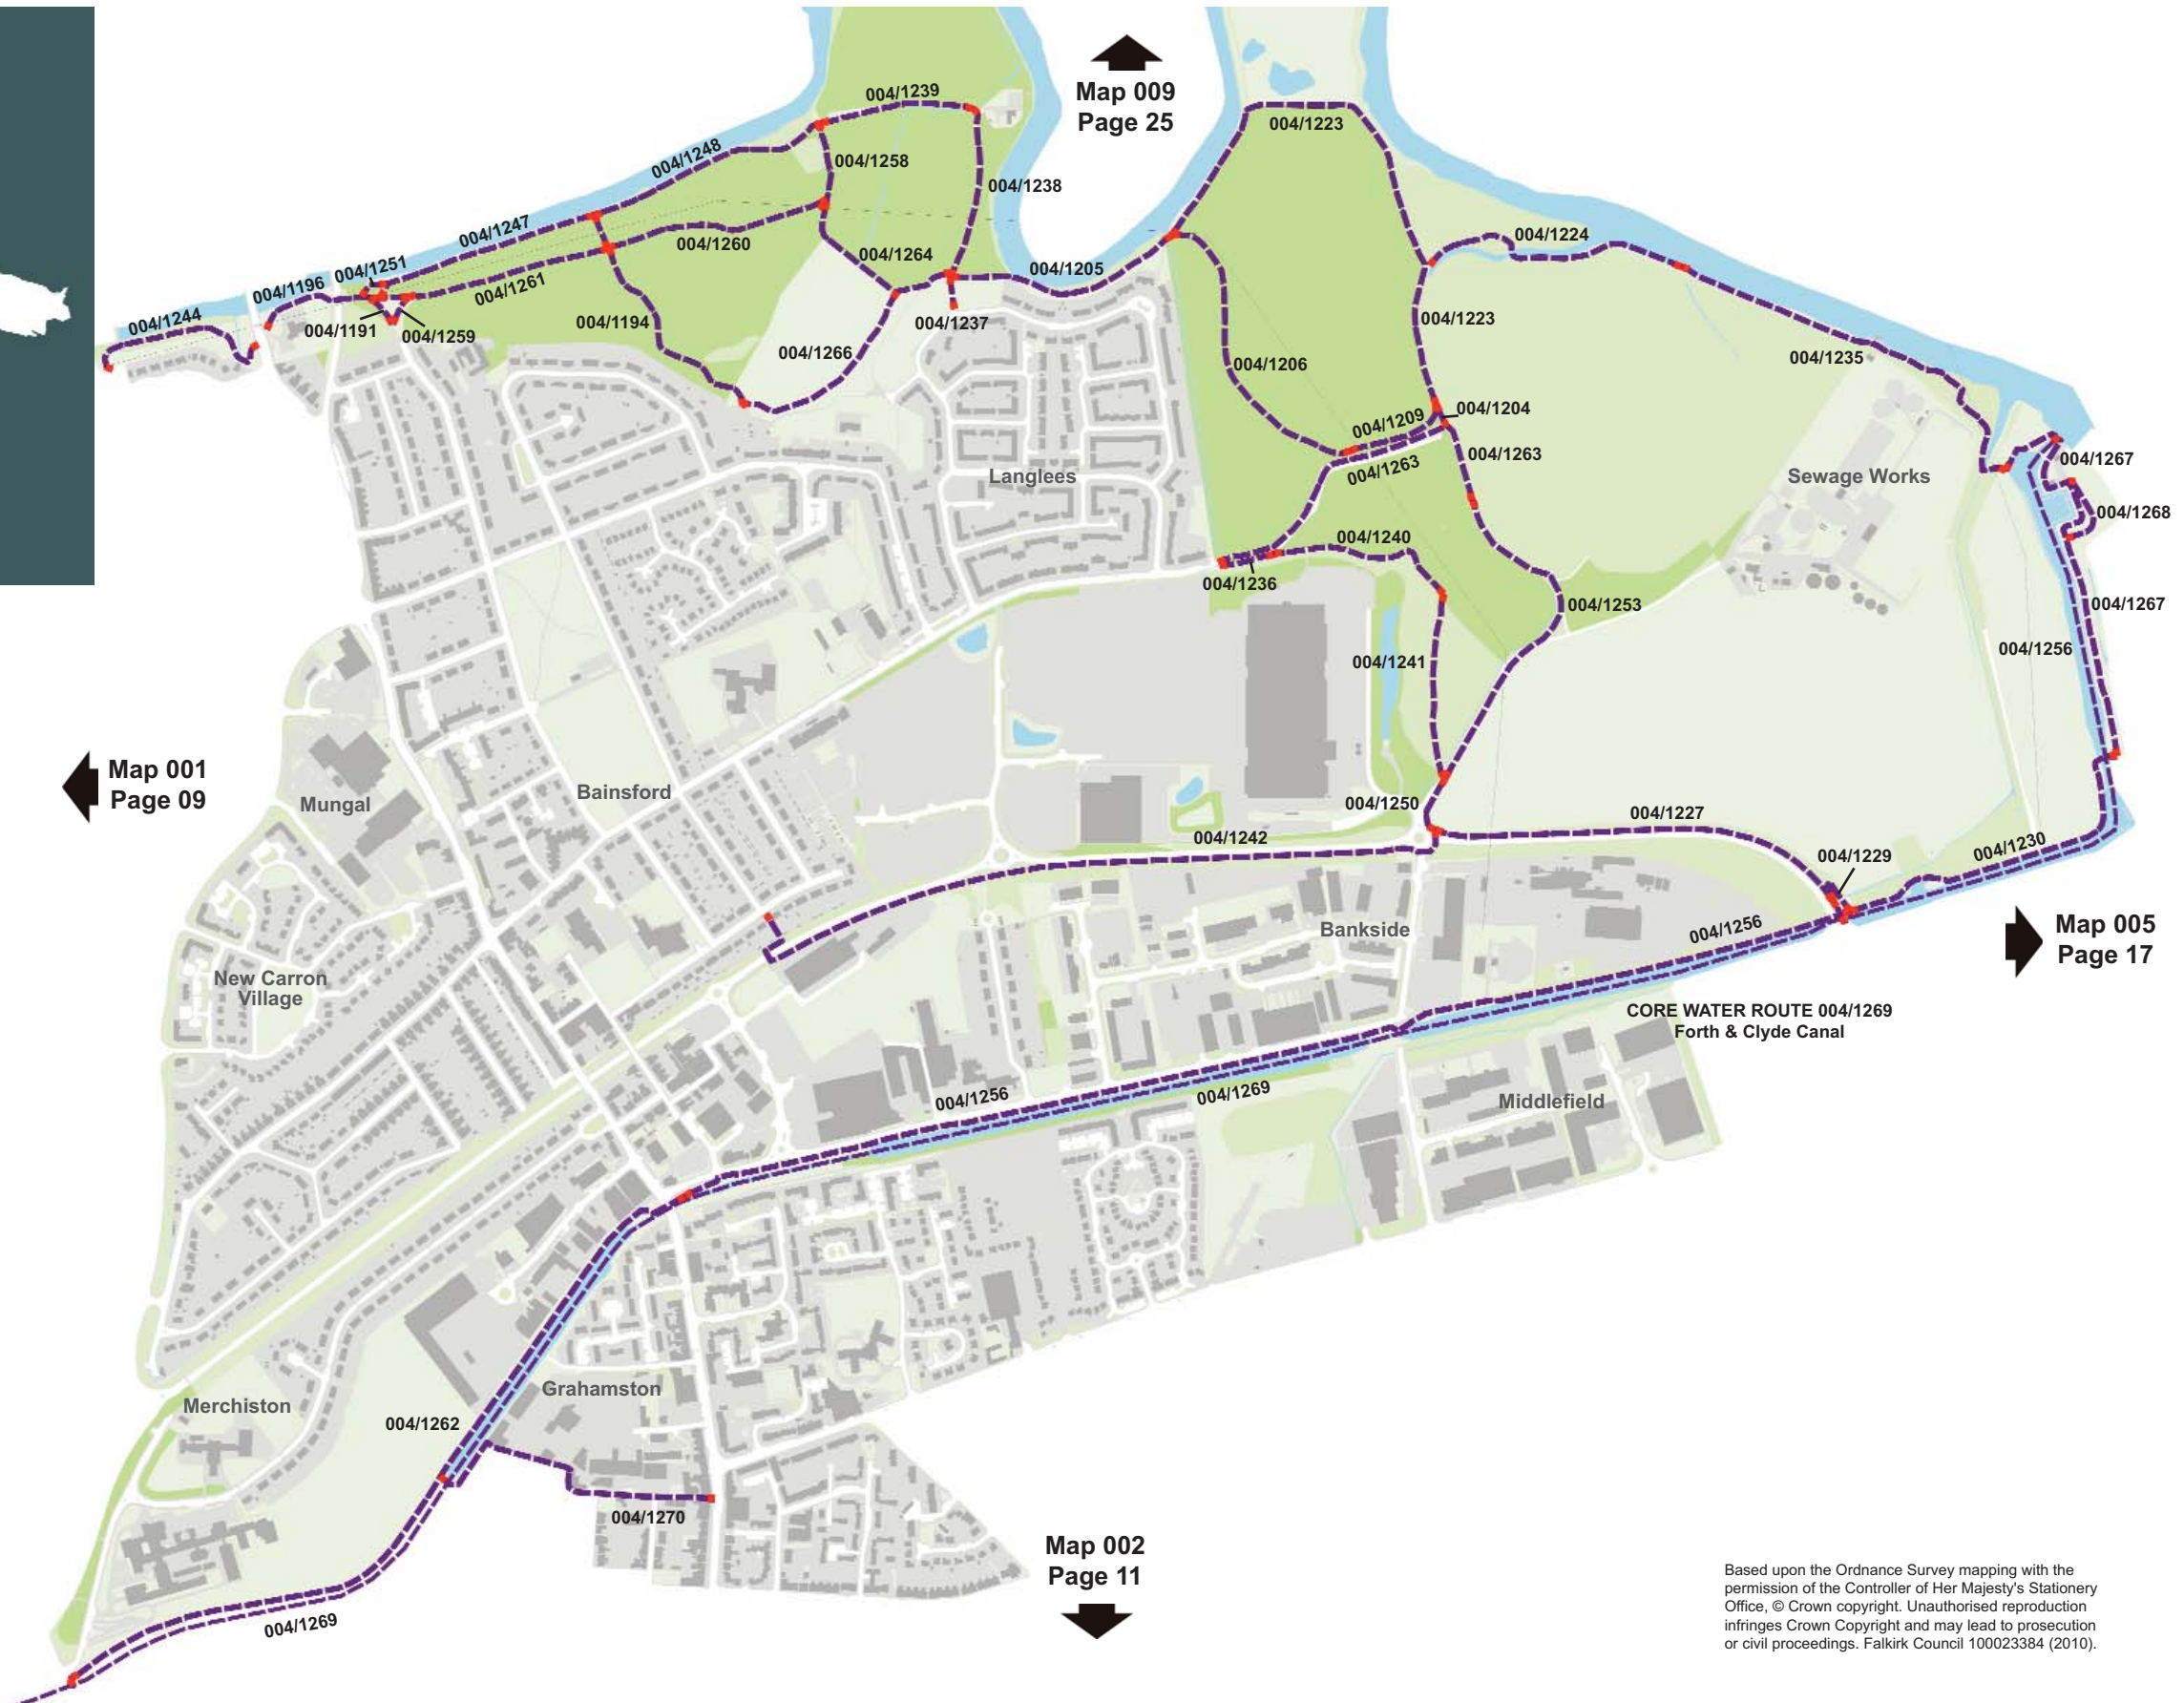 Map 009
Page 25
004/1239
004/1223
004/1248
004/1258
004/1238
004/1247
004/1260
004/1264
004/1205
004/1224
004/1251
004/1196
004/1261
004/1244
004/1191
004/1259
004/1194
004/1237
004/1266
004/1223
004/1206
004/1235
004/1209
004/1204
004/1263
004/1263
Langlees
Sewage Works
004/1267
004/1268
004/1240
004/1236
004/1253
004/1267
004/1256
004/1241
Map 001
Page 09
Mungal
Bainsford
004/1250
004/1242
004/1227
004/1229
004/1230
Bankside
004/1256
Map 005
Page 17
New Carron
Village
CORE WATER ROUTE 004/1269
Forth & Clyde Canal
004/1256
004/1269
Middlefield
Grahamston
Merchiston
004/1262
004/1270
Map 002
Page 11
004/1269
Based upon the Ordnance Survey mapping with the
permission of the Controller of Her Majesty's Stationery
Office, © Crown copyright. Unauthorised reproduction
infringes Crown Copyright and may lead to prosecution
or civil proceedings. Falkirk Council 100023384 (2010).